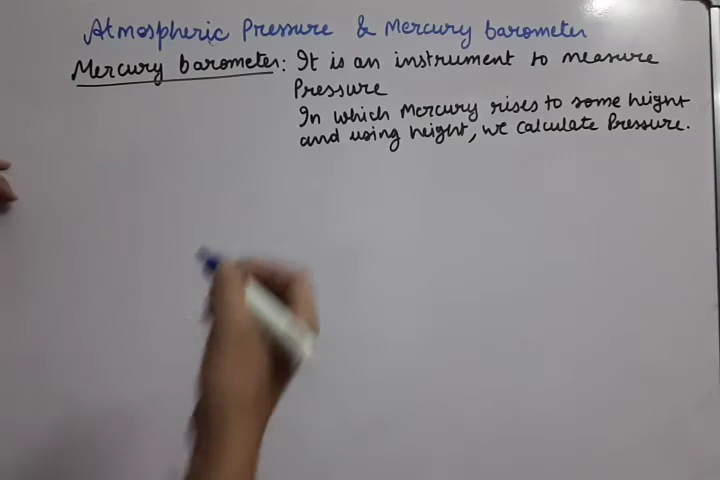 Atmospheric Pressure & Mercury barometer
Mercury barometer: It is an instrument to measure
Pressure
In which Mercury rises to some height
and using height, we calculate Pressure.